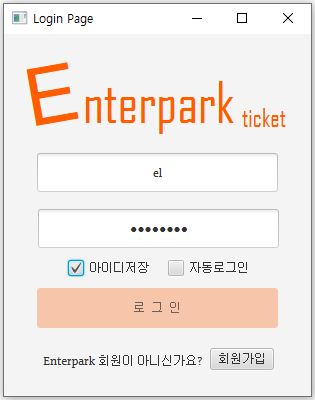 Login Page
Enterpark ticket
el
••••••••
아이디저장 자동로그인
로 그 인
Enterpark 회원이 아니신가요? 회원가입